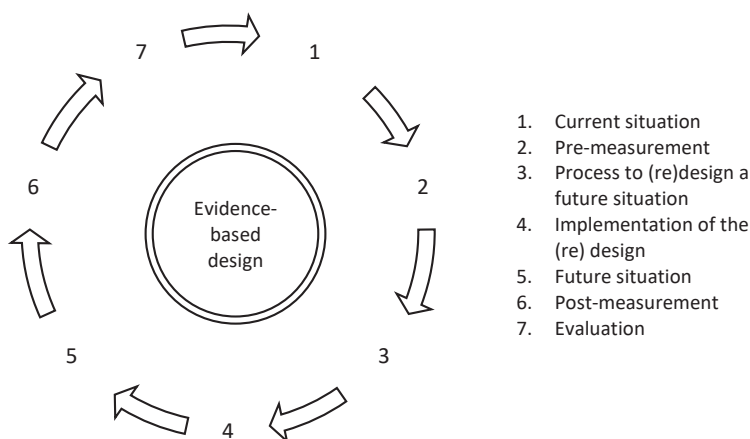 7
1
6
2
5
3
4
Evidence-
based
design
1. Current situation
2. Pre-measurement
3. Process to (re)design a
future situation
4. Implementation of the
(re) design
5. Future situation
6. Post-measurement
7. Evaluation